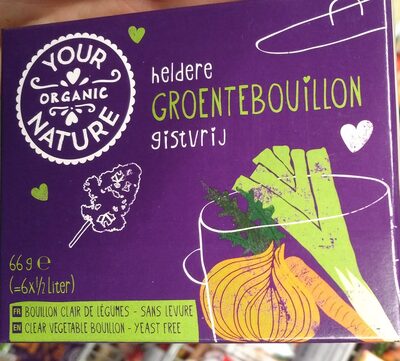 YOUR
ORGANIC
NATURE
heldere
GROENTEBOUILLON
gistvrij
66g e
(=6x1/2 liter)
FR BOUILLON CLAIR DE LÉGUMES - SANS LEVURE
EN CLEAR VEGETABLE BOUILLON - YEAST FREE